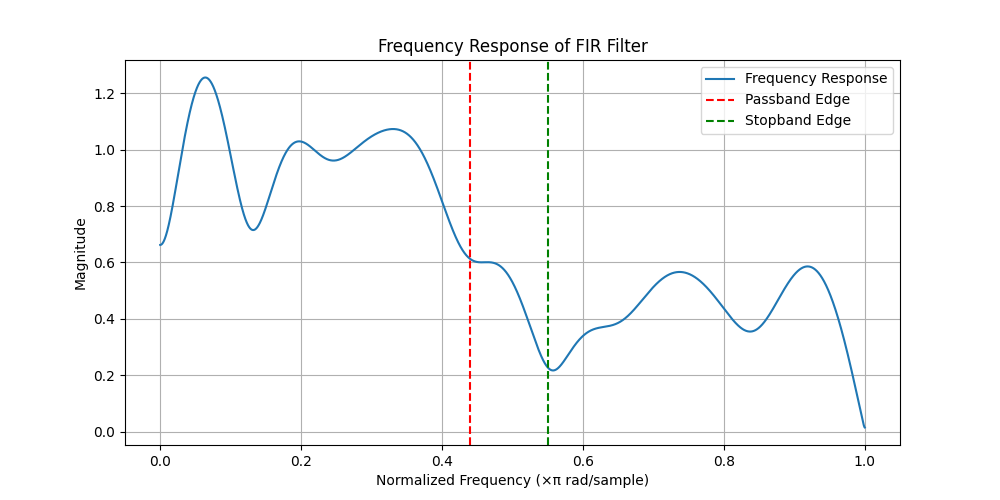 Frequency Response of FIR Filter
Frequency Response
Passband Edge
Stopband Edge
Magnitude
1.2
1.0
0.8
0.6
0.4
0.2
0.0
0.0 0.2 0.4 0.6 0.8 1.0
Normalized Frequency (×π rad/sample)